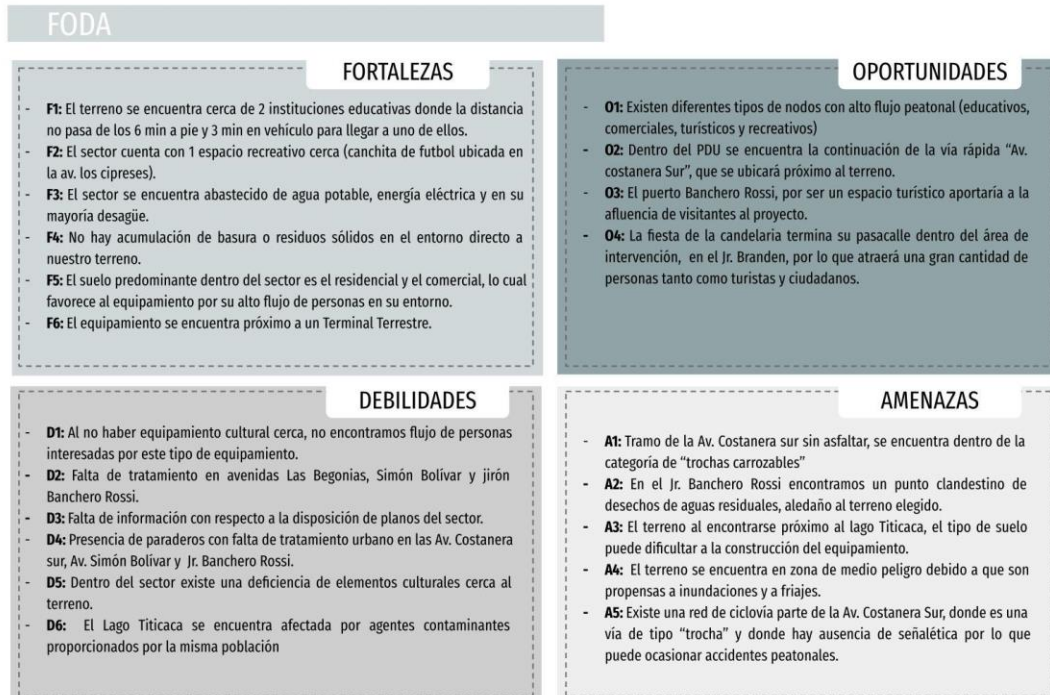 FODA
FORTALEZAS
- F1: El terreno se encuentra cerca de 2 instituciones educativas donde la distancia
no pasa de los 6 min a pie y 3 min en vehículo para llegar a uno de ellos.
- F2: El sector cuenta con 1 espacio recreativo cerca (canchita de futbol ubicada en
la av. los cipreses).
- F3: El sector se encuentra abastecido de agua potable, energía eléctrica y en su
mayoría desagüe.
- F4: No hay acumulación de basura o residuos sólidos en el entorno directo a
nuestro terreno.
- F5: El suelo predominante dentro del sector es el residencial y el comercial, lo cual
favorece al equipamiento por su alto flujo de personas en su entorno.
- F6: El equipamiento se encuentra próximo a un Terminal Terrestre.
OPORTUNIDADES
- O1: Existen diferentes tipos de nodos con alto flujo peatonal (educativos,
comerciales, turísticos y recreativos)
- O2: Dentro del PDU se encuentra la continuación de la vía rápida “Av.
costanera Sur”, que se ubicará próximo al terreno.
- O3: El puerto Banchero Rossi, por ser un espacio turístico aportaría a la
afluencia de visitantes al proyecto.
- O4: La fiesta de la candelaria termina su pasacalle dentro del área de
intervención, en el Jr. Branden, por lo que atraerá una gran cantidad de
personas tanto como turistas y ciudadanos.
DEBILIDADES
- D1: Al no haber equipamiento cultural cerca, no encontramos flujo de personas
interesadas por este tipo de equipamiento.
- D2: Falta de tratamiento en avenidas Las Begonias, Simón Bolívar y jirón
Banchero Rossi.
- D3: Falta de información con respecto a la disposición de planos del sector.
- D4: Presencia de paraderos con falta de tratamiento urbano en las Av. Costanera
sur, Av. Simón Bolívar y Jr. Banchero Rossi.
- D5: Dentro del sector existe una deficiencia de elementos culturales cerca al
terreno.
- D6: El Lago Titicaca se encuentra afectada por agentes contaminantes
proporcionados por la misma población
AMENAZAS
- A1: Tramo de la Av. Costanera sur sin asfaltar, se encuentra dentro de la
categoría de “trochas carrozables”
- A2: En el Jr. Banchero Rossi encontramos un punto clandestino de
desechos de aguas residuales, aledaño al terreno elegido.
- A3: El terreno al encontrarse próximo al lago Titicaca, el tipo de suelo
puede dificultar a la construcción del equipamiento.
- A4: El terreno se encuentra en zona de medio peligro debido a que son
propensas a inundaciones y a friajes.
- A5: Existe una red de ciclovía parte de la Av. Costanera Sur, donde es una
vía de tipo “trocha” y donde hay ausencia de señalética por lo que
puede ocasionar accidentes peatonales.